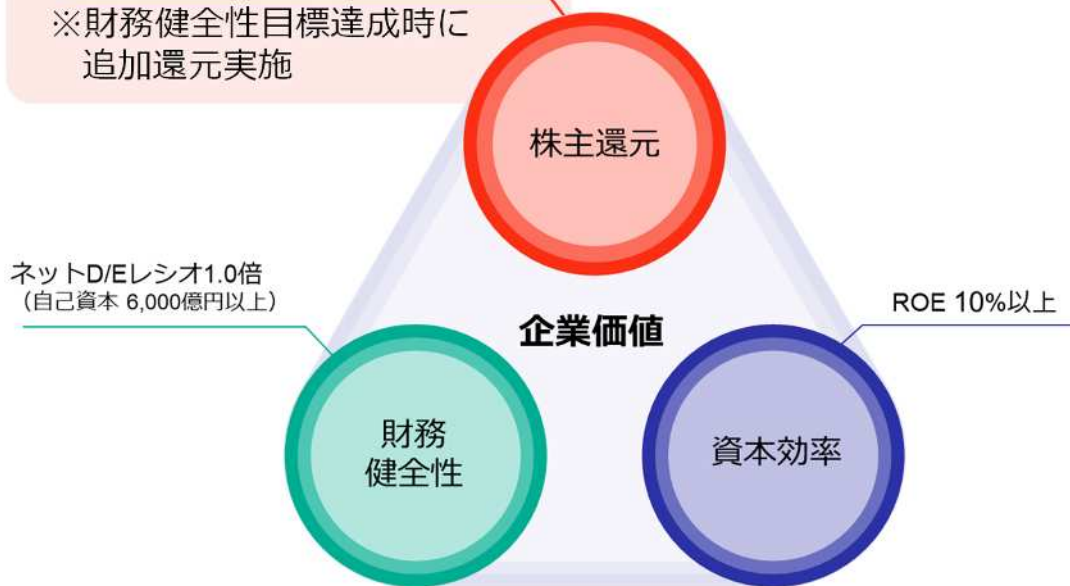 ※財務健全性目標達成時に
追加還元実施
株主還元
ネットD/Eレシオ1.0倍
（自己資本 6,000億円以上）
ROE 10%以上
企業価値
財務
健全性
資本効率